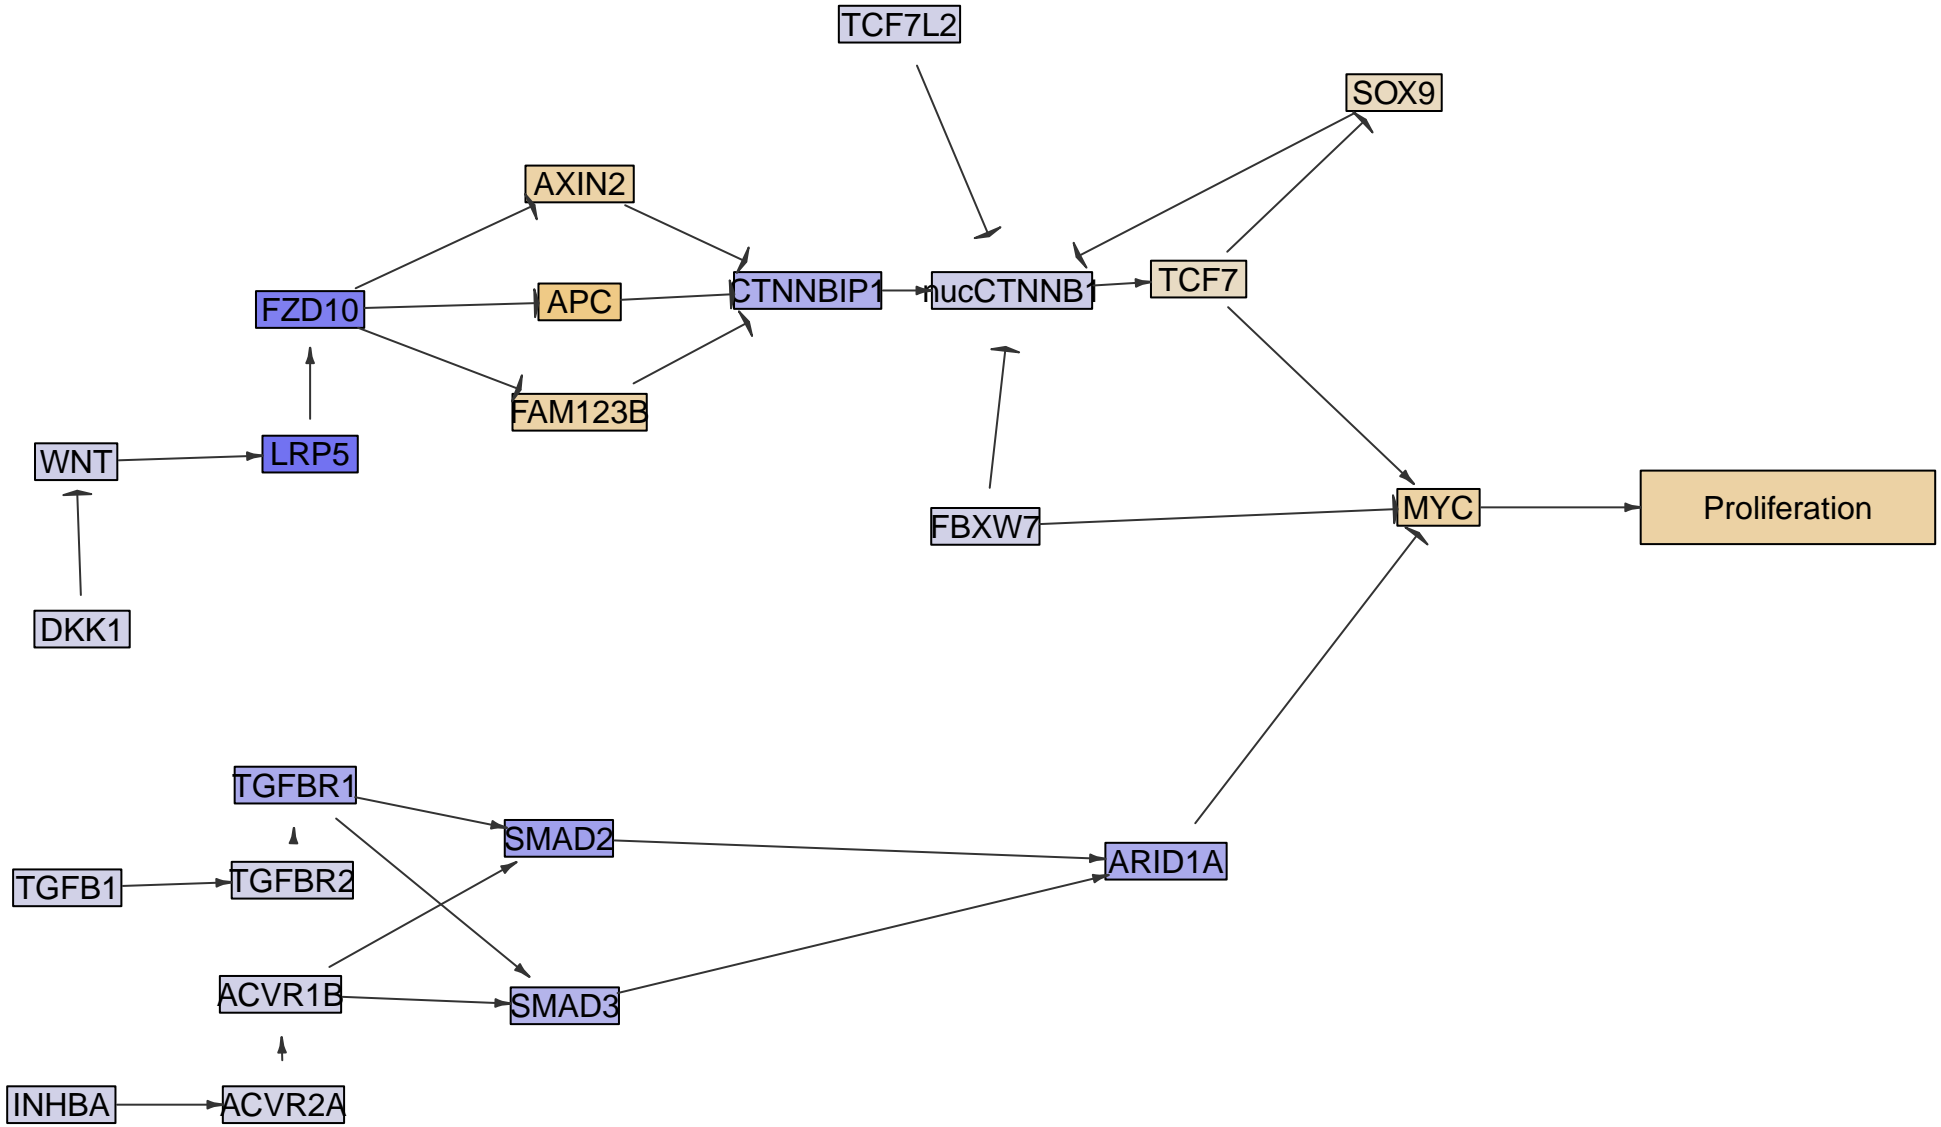 TCF7L2
SOX9
AXIN2
TCF7
CTNNBIP1
nucCTNNB1
APC
FZD10
FAM123B
LRP5
WNT
MYC
Proliferation
FBXW7
DKK1
TGFBR1
SMAD2
ARID1A
TGFBR2
TGFB1
ACVR1B
SMAD3
INHBA
ACVR2A